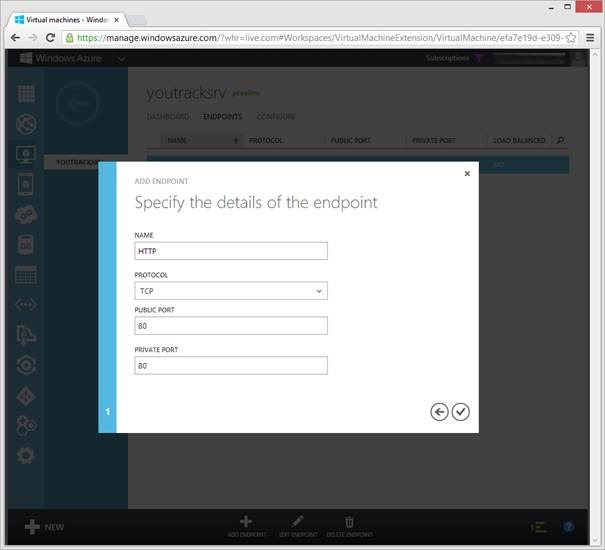 Virtual machines - Windo
https://manage.windowsazure.com/?whr=live.com#Workspaces/VirtualMachineExtension/VirtualMachine/efa7e19d-e309-
Windows Azure
Subscriptions
youtracksrv preview
DASHBOARD ENDPOINTS CONFIGURE
NAME PROTOCOL PUBLIC PORT PRIVATE PORT LOAD BALANCED
NO
ADD ENDPOINT
Specify the details of the endpoint
NAME
HTTP
PROTOCOL
TCP
PUBLIC PORT
80
PRIVATE PORT
80
1
NEW
ADD ENDPOINT EDIT ENDPOINT DELETE ENDPOINT